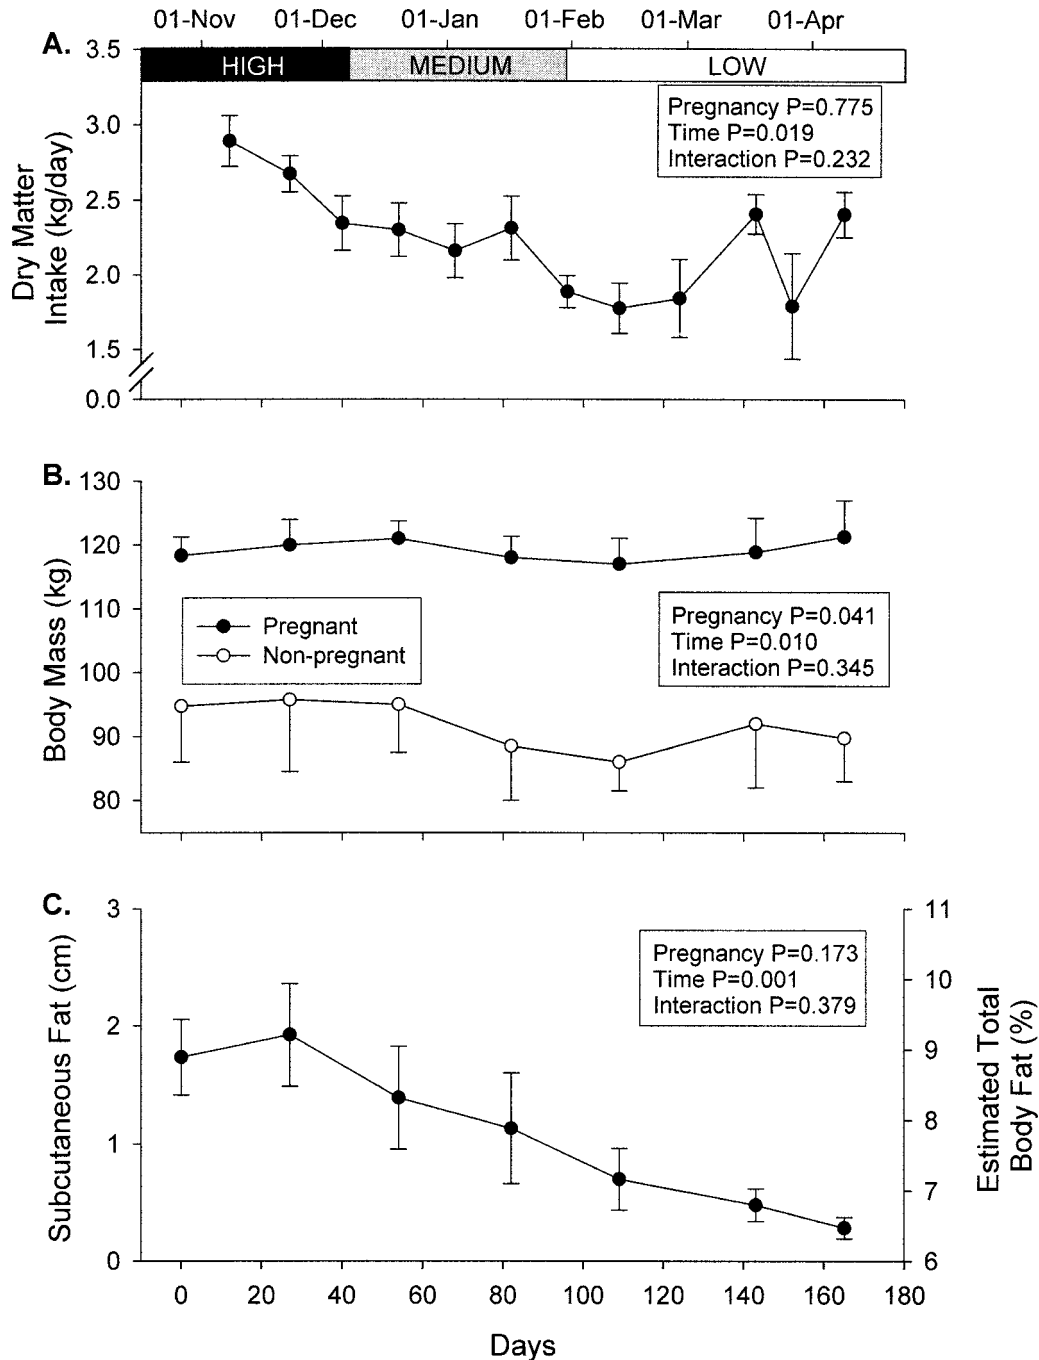 01-Nov 01-Dec 01-Jan 01-Feb 01-Mar 01-Apr
A.
3.5
HIGH MEDIUM LOW
Pregnancy P=0.775
Time P=0.019
Interaction P=0.232
3.0
2.5
2.0
1.5
0.0
Dry Matter
Intake (kg/day)
B.
130
120
110
100
90
80
Body Mass (kg)
Pregnant
Non-pregnant
Pregnancy P=0.041
Time P=0.010
Interaction P=0.345
C.
3
2
1
0
Subcutaneous Fat (cm)
Pregnancy P=0.173
Time P=0.001
Interaction P=0.379
11
10
9
8
7
6
Estimated Total
Body Fat (%)
0 20 40 60 80 100 120 140 160 180
Days